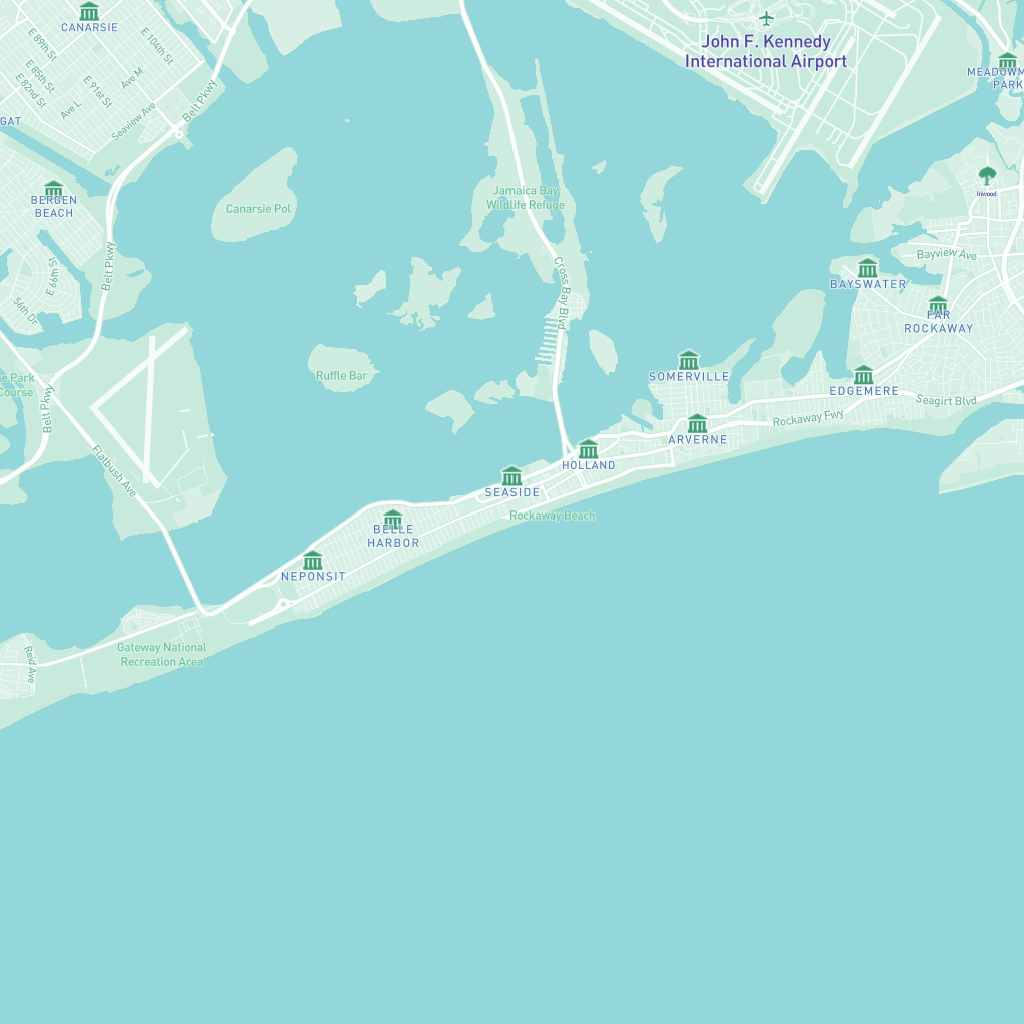 CANARSIE
E 89th St
E 104th St
E 85th St
E 82nd St
Ave M
E 91st St
Ave L
Seaview Ave
Belt Pkwy
John F. Kennedy
International Airport
PARK
GAT
BERGEN
BEACH
Canarsie Pol
Jamaica Bay
Wildlife Refuge
Inwood
Bayview Ave
BAYSWATER
FAR
ROCKAWAY
Belt Pkwy
E 66th St
56th Dr
Cross Bay Blvd
Park
Course
Belt Pkwy
Ruffle Bar
SOMERVILLE
EDGEMERE
Seagirt Blvd
Rockaway Fwy
ARVERNE
HOLLAND
Flatbush Ave
SEASIDE
Rockaway Beach
BELLE
HARBOR
NEPONSIT
Gateway National
Recreation Area
Reid Ave